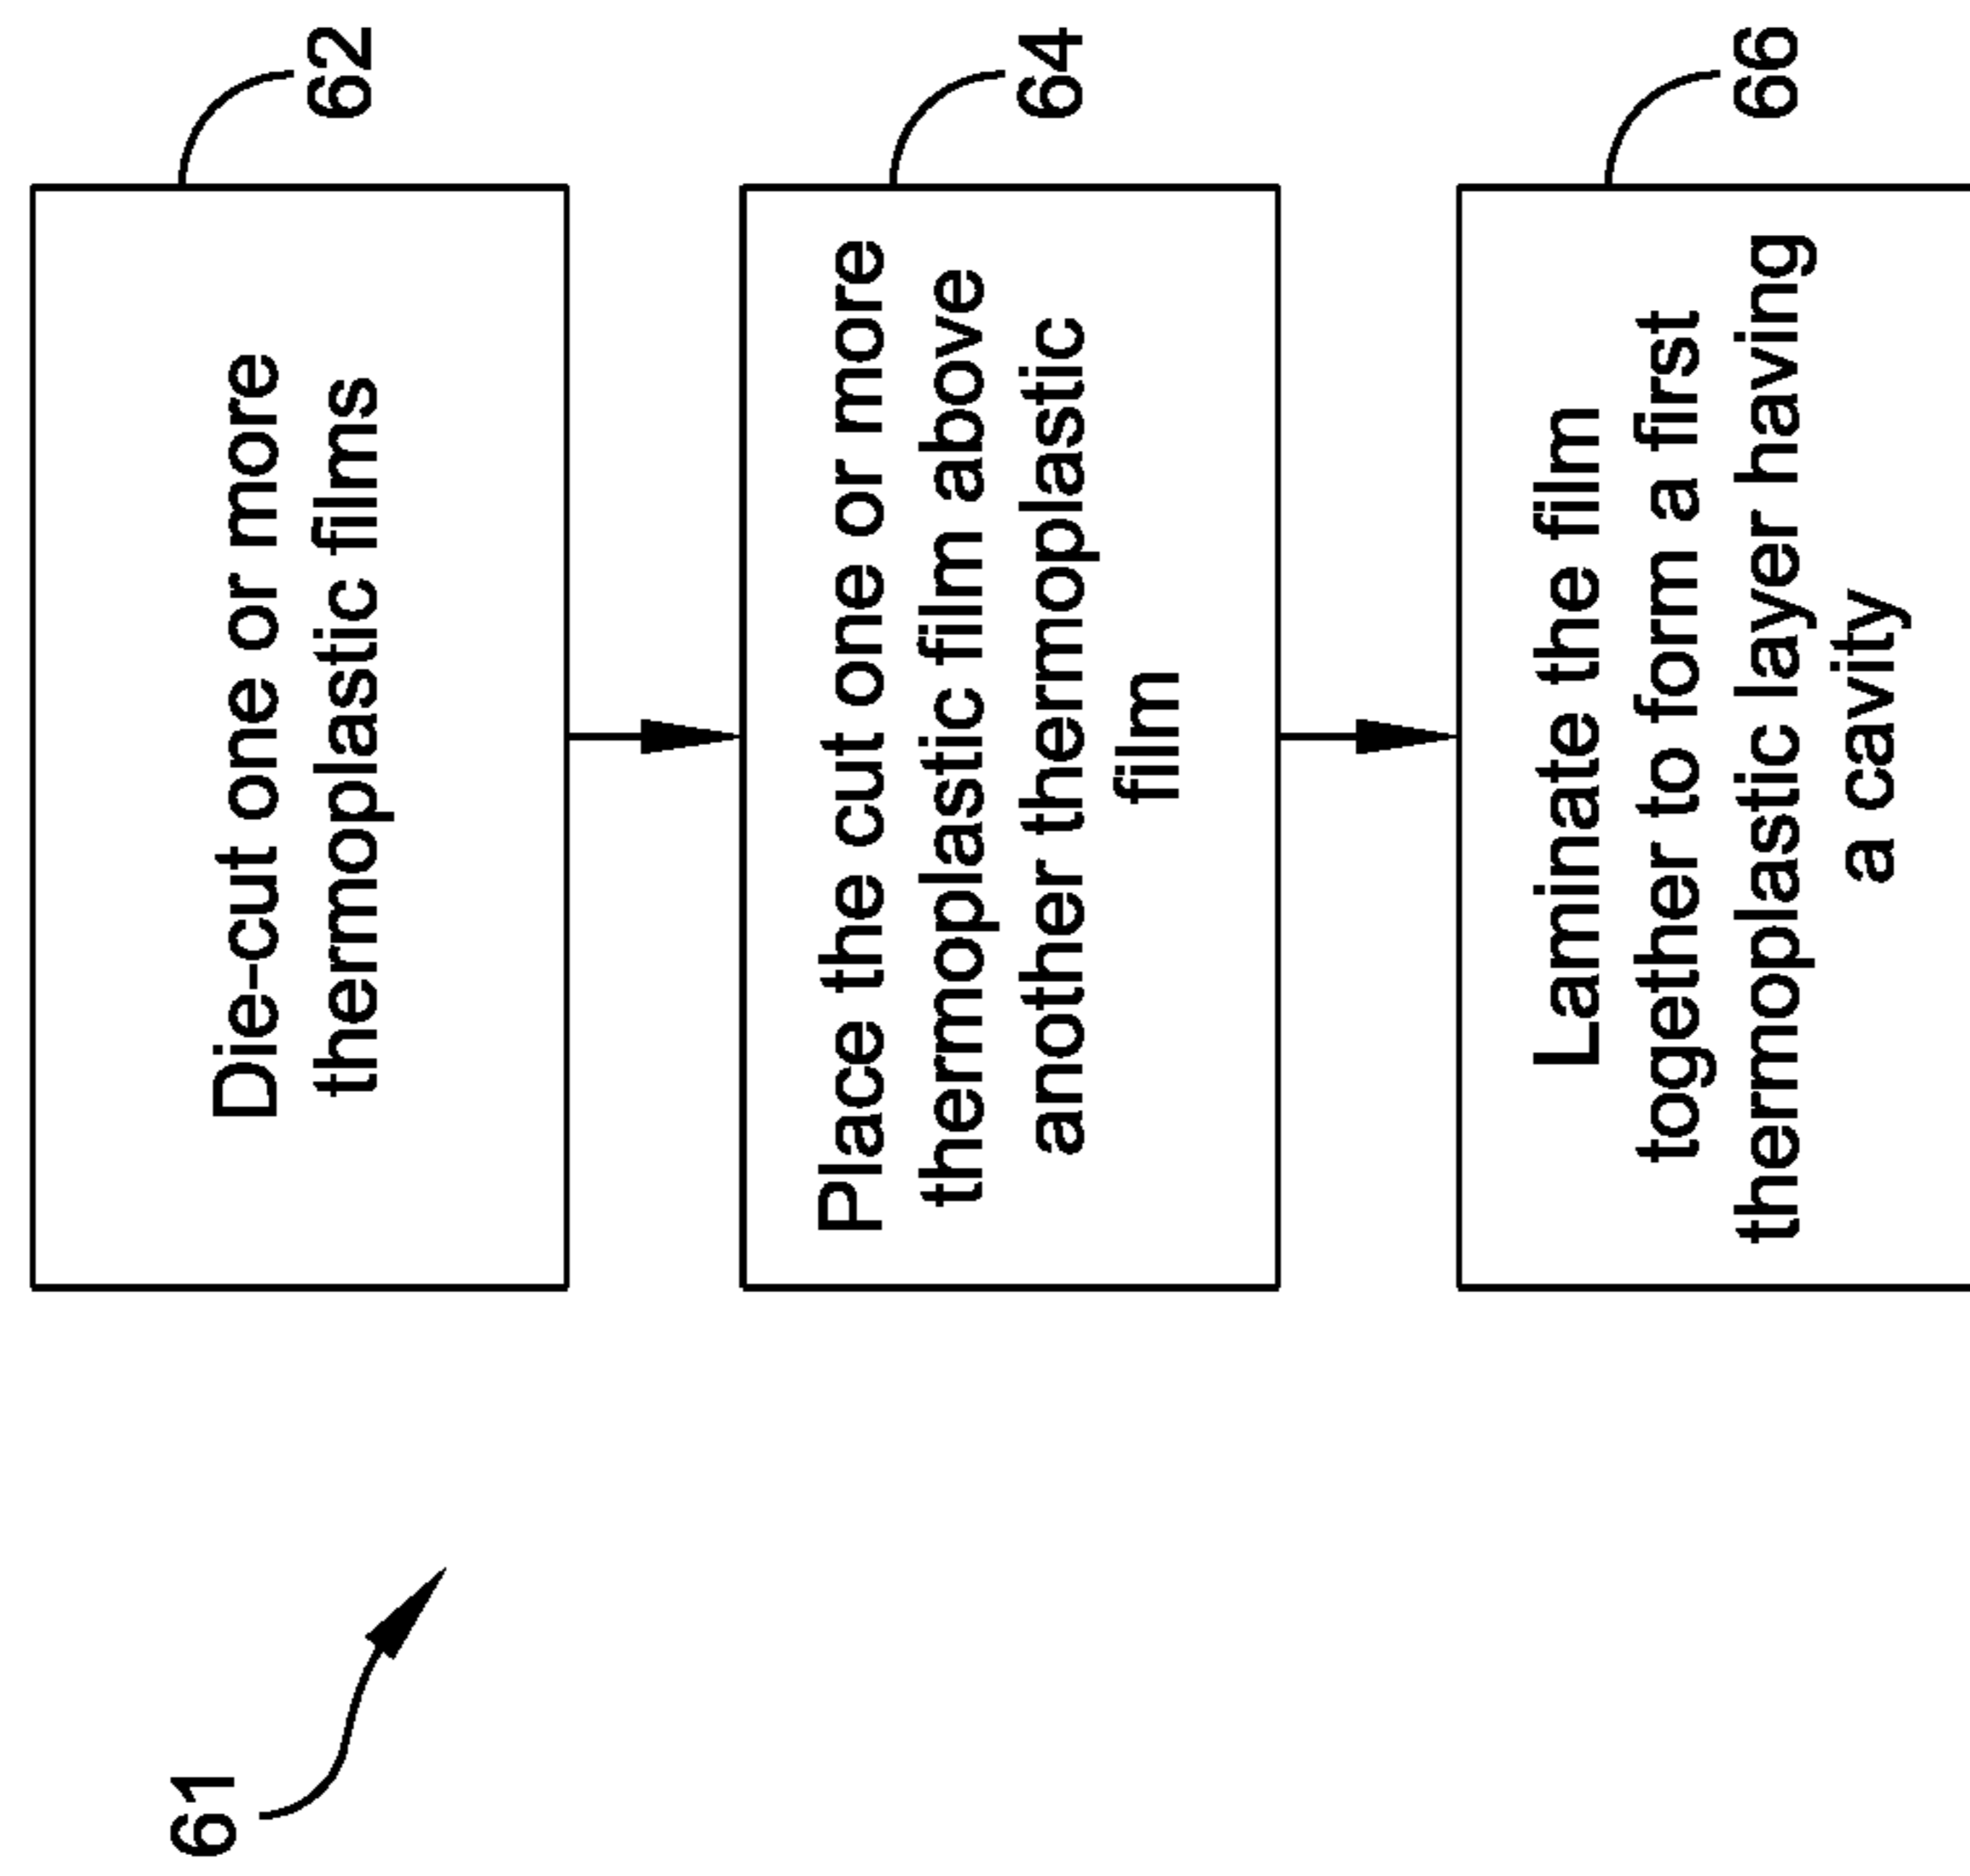 61
Die-cut one or more
thermoplastic films
62
Place the cut one or more
thermoplastic film above
another thermoplastic
film
64
Laminate the film
together to form a first
thermoplastic layer having
a cavity
66